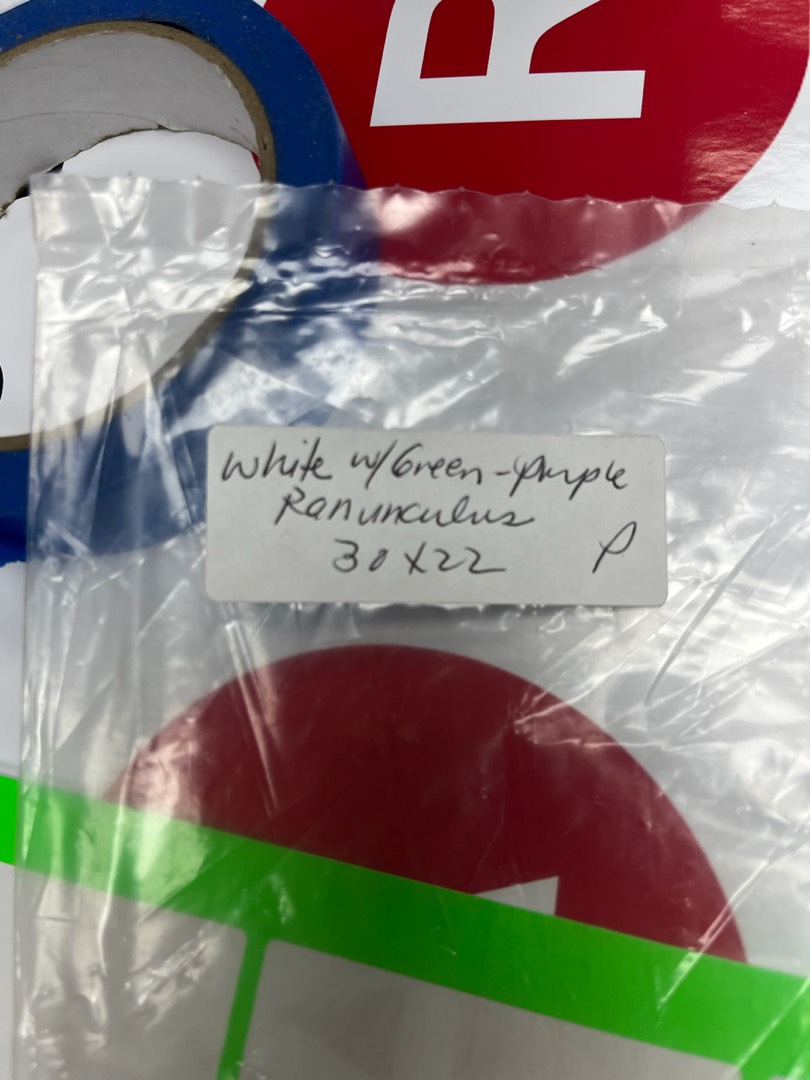 R
White w/Green-purple
Ranunculus
30X22 P